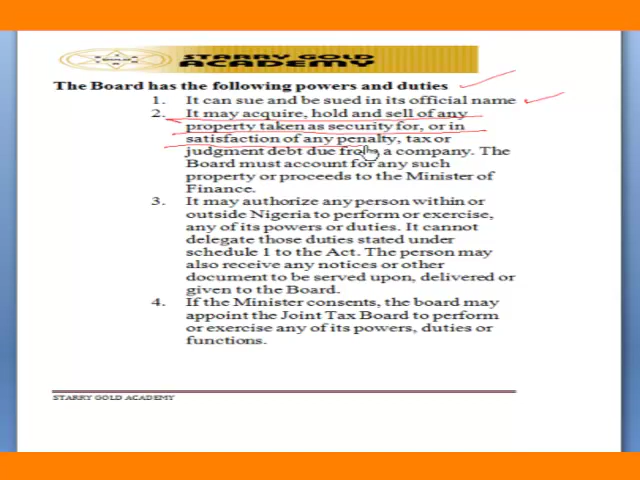 STARRY GOLD
ACADEMY
The Board has the following powers and duties
1. It can sue and be sued in its official name
2. It may acquire, hold and sell of any
property taken as security for, or in
satisfaction of any penalty, tax or
judgment debt due from a company. The
Board must account for any such
property or proceeds to the Minister of
Finance.
3. It may authorize any person within or
outside Nigeria to perform or exercise,
any of its powers or duties. It cannot
delegate those duties stated under
schedule 1 to the Act. The person may
also receive any notices or other
document to be served upon, delivered or
given to the Board.
4. If the Minister consents, the board may
appoint the Joint Tax Board to perform
or exercise any of its powers, duties or
functions.
STARRY GOLD ACADEMY